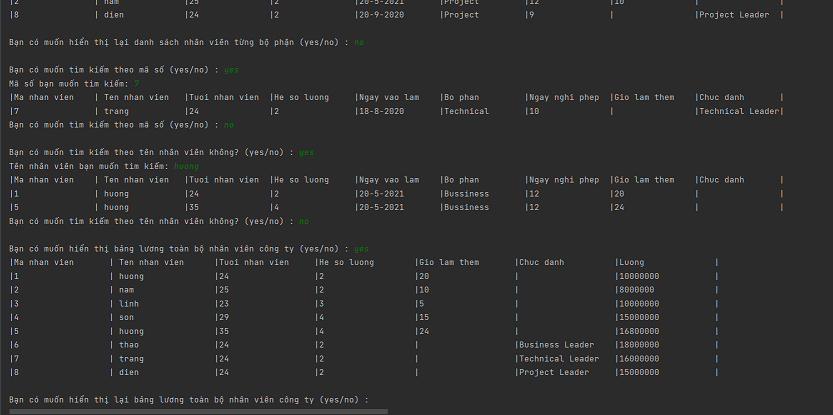 |2 | nam |25 |2 |20-5-2021 |Project |12 |10 | |
|8 | dien |24 |2 |20-9-2020 |Project |9 | |Project Leader |
Bạn có muốn hiển thị lại danh sách nhân viên từng bộ phận (yes/no) : no
Bạn có muốn tìm kiếm theo mã số (yes/no) : yes
Mã số bạn muốn tìm kiếm: 7
|Ma nhan vien | Ten nhan vien |Tuoi nhan vien |He so luong |Ngay vao lam |Bo phan |Ngay nghi phep |Gio lam them |Chuc danh |
|7 | trang |24 |2 |18-8-2020 |Technical |10 | |Technical Leader|
Bạn có muốn tìm kiếm theo mã số (yes/no) : no
Bạn có muốn tìm kiếm theo tên nhân viên không? (yes/no) : yes
Tên nhân viên bạn muốn tìm kiếm: huong
|Ma nhan vien | Ten nhan vien |Tuoi nhan vien |He so luong |Ngay vao lam |Bo phan |Ngay nghi phep |Gio lam them |Chuc danh |
|1 | huong |24 |2 |20-5-2021 |Bussiness |12 |20 | |
|5 | huong |35 |4 |20-5-2021 |Bussiness |12 |24 | |
Bạn có muốn tìm kiếm theo tên nhân viên không? (yes/no) : no
Bạn có muốn hiển thị bảng lương toàn bộ nhân viên công ty (yes/no) : yes
|Ma nhan vien | Ten nhan vien |Tuoi nhan vien |He so luong |Gio lam them |Chuc danh |Luong |
|1 | huong |24 |2 |20 | |10000000 |
|2 | nam |25 |2 |10 | |8000000 |
|3 | linh |23 |3 |5 | |10000000 |
|4 | son |29 |4 |15 | |15000000 |
|5 | huong |35 |4 |24 | |16800000 |
|6 | thao |24 |2 | |Business Leader |18000000 |
|7 | trang |24 |2 | |Technical Leader |16000000 |
|8 | dien |24 |2 | |Project Leader |15000000 |
Bạn có muốn hiển thị lại bảng lương toàn bộ nhân viên công ty (yes/no) :